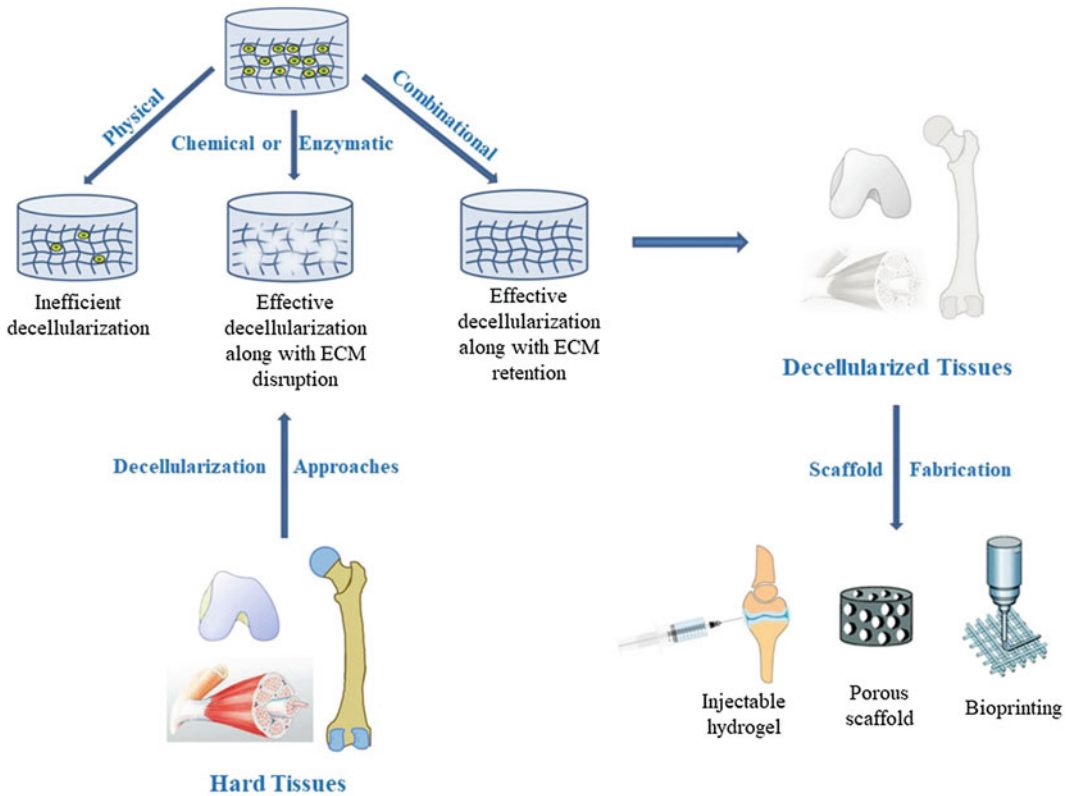 Physical
Chemical or Enzymatic
Combinational
Inefficient
decellularization
Effective
decellularization
along with ECM
disruption
Effective
decellularization
along with ECM
retention
Decellularized Tissues
Decellularization Approaches
Scaffold Fabrication
Hard Tissues
Injectable
hydrogel
Porous
scaffold
Bioprinting